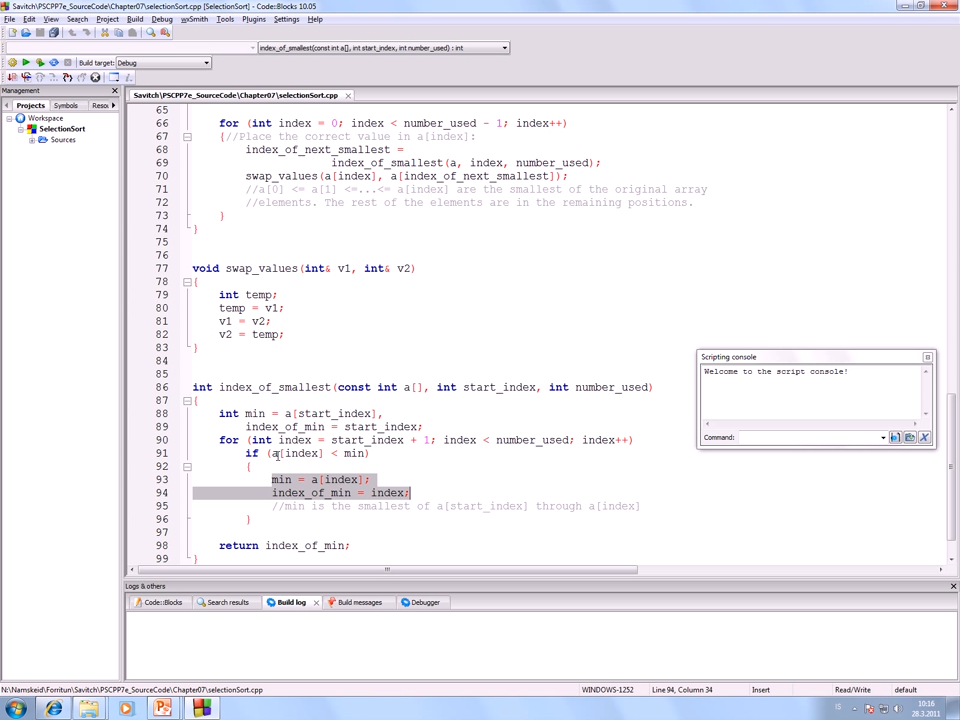 Savitch\PSCPP7e_SourceCode\Chapter07\selectionSort.cpp [SelectionSort] - Code::Blocks 10.05
File Edit View Search Project Build Debug wxSmith Tools Plugins Settings Help
index_of_smallest(const int a[], int start_index, int number_used) : int
Build target: Debug
Management
Projects Symbols Resou
Workspace
SelectionSort
Sources
Savitch\PSCPP7e_SourceCode\Chapter07\selectionSort.cpp
65
66 for (int index = 0; index < number_used - 1; index++)
67 {//Place the correct value in a[index]:
68 index_of_next_smallest =
69 index_of_smallest(a, index, number_used);
70 swap_values(a[index], a[index_of_next_smallest]);
71 //a[0] <= a[1] <=...<= a[index] are the smallest of the original array
72 //elements. The rest of the elements are in the remaining positions.
73 }
74 }
75
76
77 void swap_values(int& v1, int& v2)
78 {
79 int temp;
80 temp = v1;
81 v1 = v2;
82 v2 = temp;
83 }
84
85
86 int index_of_smallest(const int a[], int start_index, int number_used)
87 {
88 int min = a[start_index],
89 index_of_min = start_index;
90 for (int index = start_index + 1; index < number_used; index++)
91 if (a[index] < min)
92 {
93 min = a[index];
94 index_of_min = index;
95 //min is the smallest of a[start_index] through a[index]
96 }
97
98 return index_of_min;
99 }
Scripting console
Welcome to the script console!
Command:
Logs & others
Code::Blocks Search results Build log Build messages Debugger
N:\Namskeid\Forritun\Savitch\PSCPP7e_SourceCode\Chapter07\selectionSort.cpp WINDOWS-1252 Line 94, Column 34 Insert Read/Write default
IS 10:16
28.3.2011